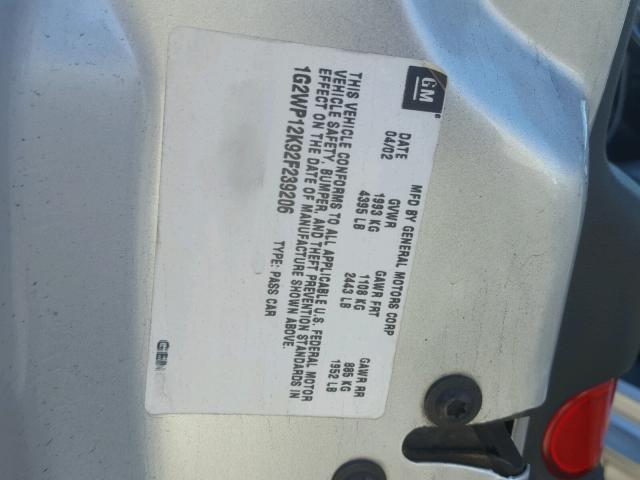 GM
MFD BY GENERAL MOTORS CORP
DATE GVWR GAWR FRT GAWR RR
04/02 1993 KG 1108 KG 885 KG
4395 LB 2443 LB 1952 LB
THIS VEHICLE CONFORMS TO ALL APPLICABLE U.S. FEDERAL MOTOR
VEHICLE SAFETY, BUMPER, AND THEFT PREVENTION STANDARDS IN
EFFECT ON THE DATE OF MANUFACTURE SHOWN ABOVE.
1G2WP12K92F239206 TYPE: PASS CAR